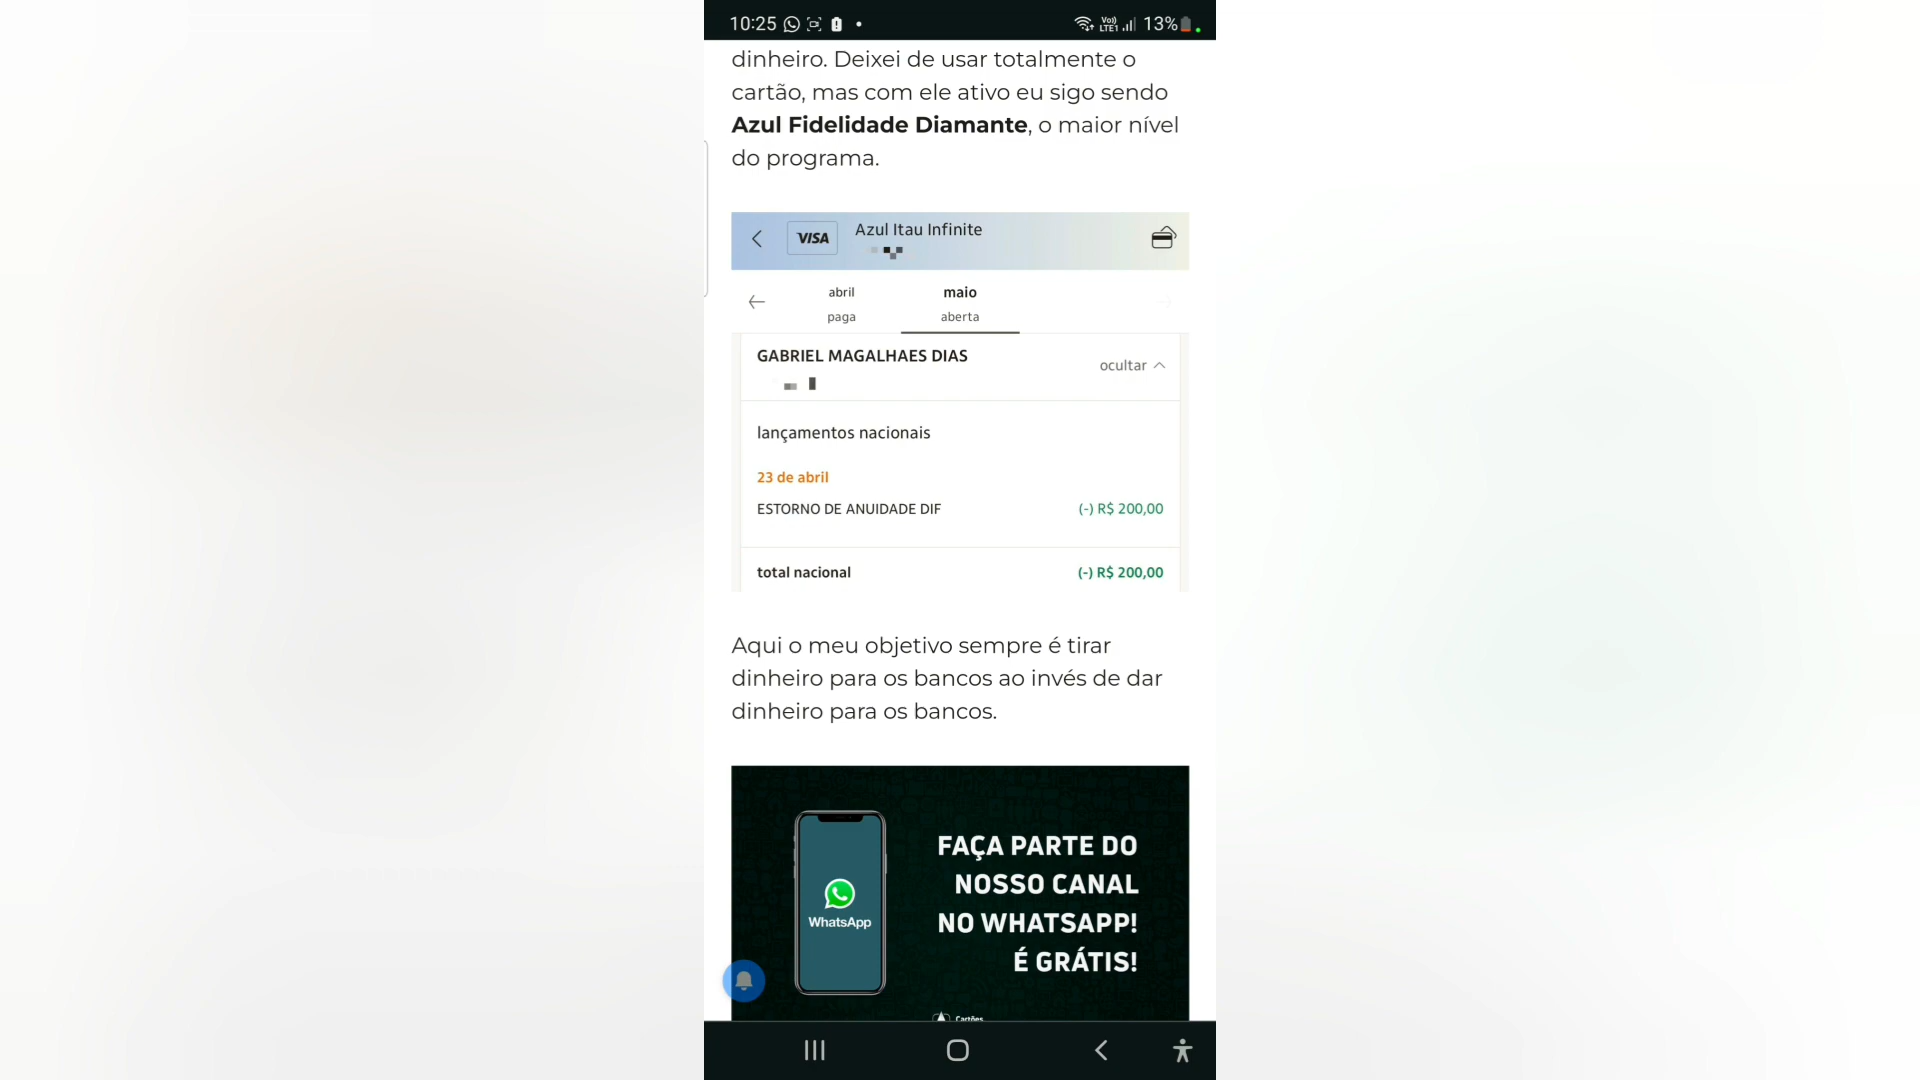 10:25
Vo))
LTE1
13%
dinheiro. Deixei de usar totalmente o
cartão, mas com ele ativo eu sigo sendo
Azul Fidelidade Diamante, o maior nível
do programa.
VISA
Azul Itau Infinite
abril
maio
paga
aberta
GABRIEL MAGALHAES DIAS
ocultar
lançamentos nacionais
23 de abril
ESTORNO DE ANUIDADE DIF
(-) R$ 200,00
total nacional
(-) R$ 200,00
Aqui o meu objetivo sempre é tirar
dinheiro para os bancos ao invés de dar
dinheiro para os bancos.
WhatsApp
FAÇA PARTE DO
NOSSO CANAL
NO WHATSAPP!
É GRÁTIS!
Cartões